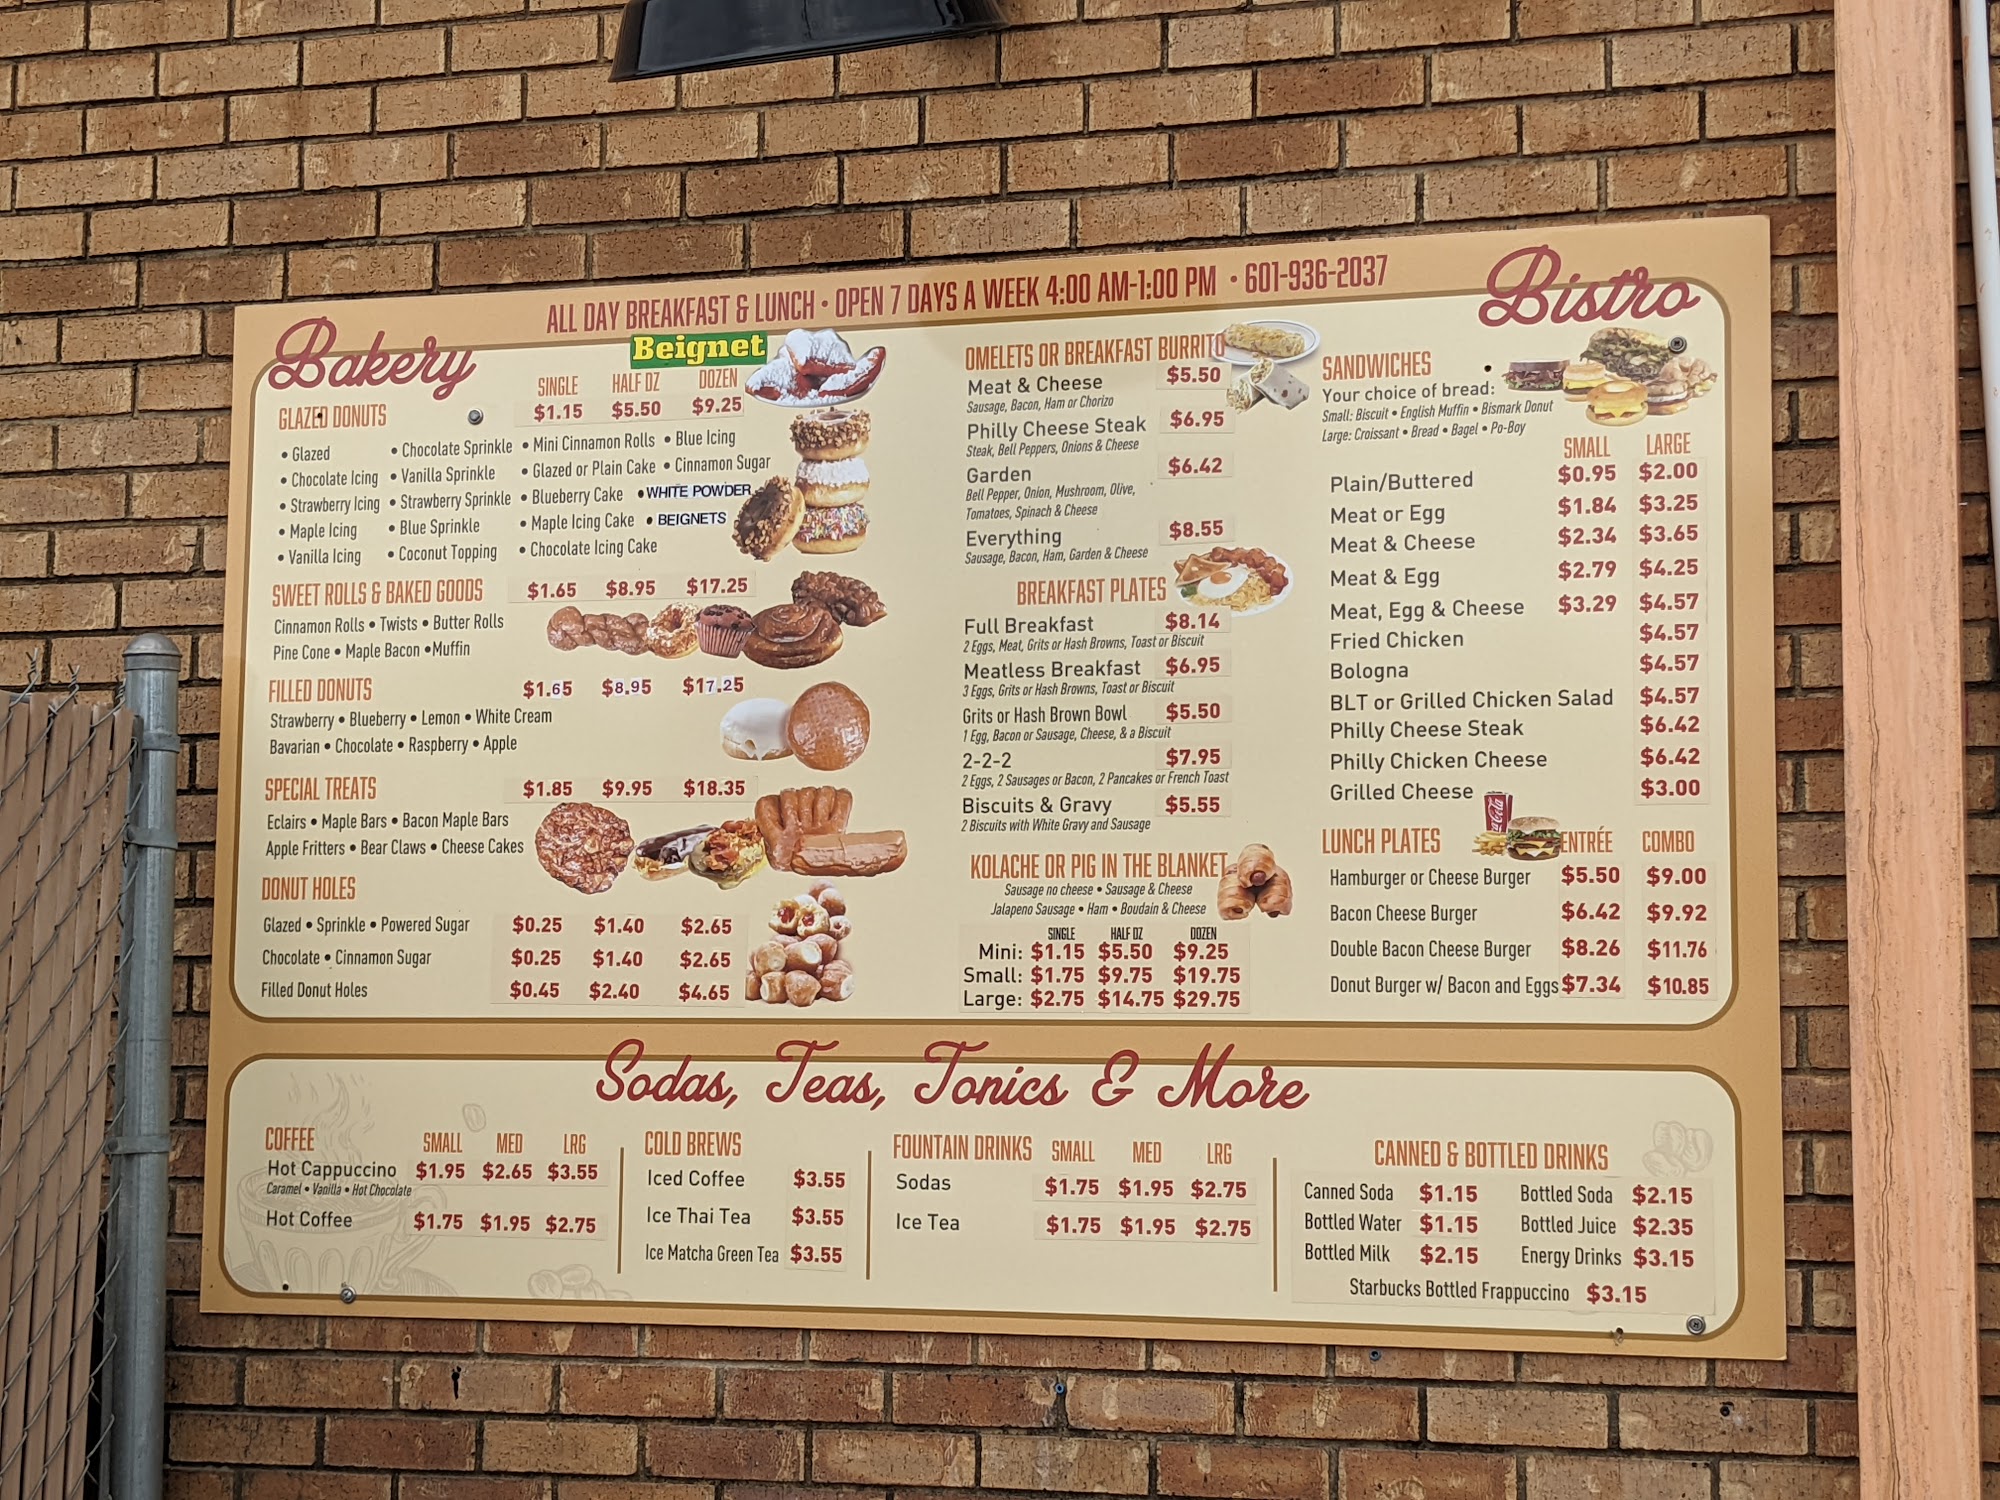 ALL DAY BREAKFAST & LUNCH • OPEN 7 DAYS A WEEK 4:00 AM-1:00 PM • 601-936-2037
Bakery
Beignet
SINGLE HALF DZ DOZEN
GLAZED DONUTS $1.15 $5.50 $9.25
• Glazed • Chocolate Sprinkle • Mini Cinnamon Rolls • Blue Icing
• Chocolate Icing • Vanilla Sprinkle • Glazed or Plain Cake • Cinnamon Sugar
• Strawberry Icing • Strawberry Sprinkle • Blueberry Cake • WHITE POWDER
• Maple Icing • Blue Sprinkle • Maple Icing Cake • BEIGNETS
• Vanilla Icing • Coconut Topping • Chocolate Icing Cake
SWEET ROLLS & BAKED GOODS $1.65 $8.95 $17.25
Cinnamon Rolls • Twists • Butter Rolls
Pine Cone • Maple Bacon •Muffin
FILLED DONUTS $1.65 $8.95 $17.25
Strawberry • Blueberry • Lemon • White Cream
Bavarian • Chocolate • Raspberry • Apple
SPECIAL TREATS $1.85 $9.95 $18.35
Eclairs • Maple Bars • Bacon Maple Bars
Apple Fritters • Bear Claws • Cheese Cakes
DONUT HOLES
Glazed • Sprinkle • Powdered Sugar $0.25 $1.40 $2.65
Chocolate • Cinnamon Sugar $0.25 $1.40 $2.65
Filled Donut Holes $0.45 $2.40 $4.65
OMELETS OR BREAKFAST BURRITO
Meat & Cheese $5.50
Sausage, Bacon, Ham or Chorizo
Philly Cheese Steak $6.95
Steak, Bell Peppers, Onions & Cheese
Garden $6.42
Bell Pepper, Onion, Mushroom, Olive,
Tomatoes, Spinach & Cheese
Everything $8.55
Sausage, Bacon, Ham, Garden & Cheese
BREAKFAST PLATES
Full Breakfast $8.14
2 Eggs, Meat, Grits or Hash Browns, Toast or Biscuit
Meatless Breakfast $6.95
3 Eggs, Grits or Hash Browns, Toast or Biscuit
Grits or Hash Brown Bowl $5.50
1 Egg, Bacon or Sausage, Cheese, & a Biscuit
2-2-2 $7.95
2 Eggs, 2 Sausages or Bacon, 2 Pancakes or French Toast
Biscuits & Gravy $5.55
2 Biscuits with White Gravy and Sausage
KOLACHE OR PIG IN THE BLANKET
Sausage no cheese • Sausage & Cheese
Jalapeno Sausage • Ham • Boudain & Cheese
SINGLE HALF DZ DOZEN
Mini: $1.15 $5.50 $9.25
Small: $1.75 $9.75 $19.75
Large: $2.75 $14.75 $29.75
Bistro
SANDWICHES
Your choice of bread:
Small: Biscuit • English Muffin • Bismark Donut
Large: Croissant • Bread • Bagel • Po-Boy
SMALL LARGE
Plain/Buttered $0.95 $2.00
Meat or Egg $1.84 $3.25
Meat & Cheese $2.34 $3.65
Meat & Egg $2.79 $4.25
Meat, Egg & Cheese $3.29 $4.57
Fried Chicken $4.57
Bologna $4.57
BLT or Grilled Chicken Salad $4.57
Philly Cheese Steak $6.42
Philly Chicken Cheese $6.42
Grilled Cheese $3.00
Coca-Cola
LUNCH PLATES ENTRÉE COMBO
Hamburger or Cheese Burger $5.50 $9.00
Bacon Cheese Burger $6.42 $9.92
Double Bacon Cheese Burger $8.26 $11.76
Donut Burger w/ Bacon and Eggs $7.34 $10.85
Sodas, Teas, Tonics & More
COFFEE SMALL MED LRG
Hot Cappuccino $1.95 $2.65 $3.55
Caramel • Vanilla • Hot Chocolate
Hot Coffee $1.75 $1.95 $2.75
COLD BREWS
Iced Coffee $3.55
Ice Thai Tea $3.55
Ice Matcha Green Tea $3.55
FOUNTAIN DRINKS SMALL MED LRG
Sodas $1.75 $1.95 $2.75
Ice Tea $1.75 $1.95 $2.75
CANNED & BOTTLED DRINKS
Canned Soda $1.15 Bottled Soda $2.15
Bottled Water $1.15 Bottled Juice $2.35
Bottled Milk $2.15 Energy Drinks $3.15
Starbucks Bottled Frappuccino $3.15